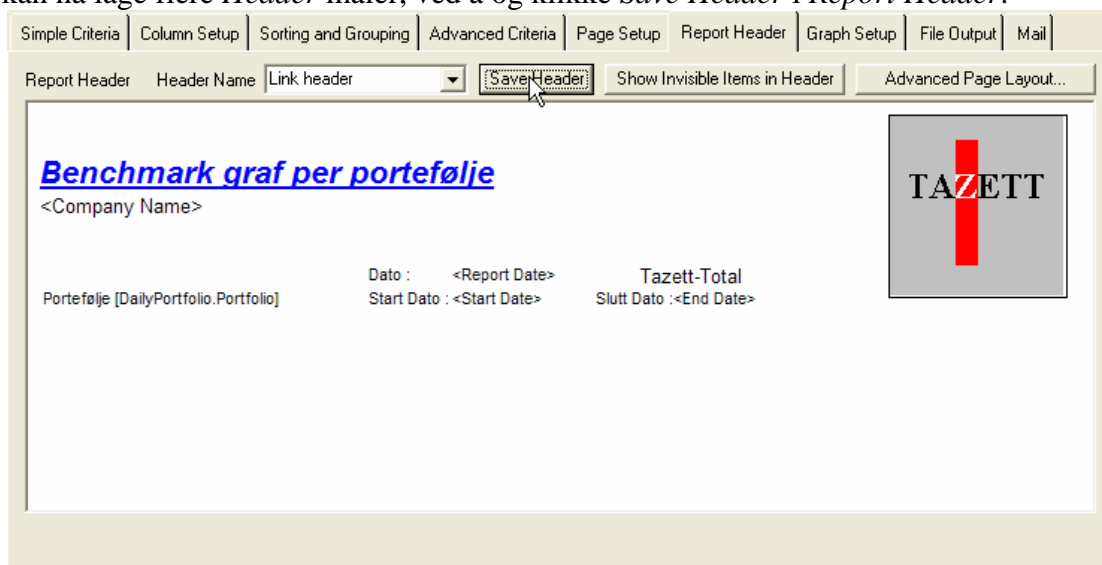 kan nå lage flere Header maler, ved å og klikke Save Header i Report Header.
Simple Criteria Column Setup Sorting and Grouping Advanced Criteria Page Setup Report Header Graph Setup File Output Mail
Report Header Header Name Link header Save Header Show Invisible Items in Header Advanced Page Layout...
Benchmark graf per portefølje
<Company Name>
TAZETT
Dato : <Report Date> Tazett-Total
Portefølje [DailyPortfolio.Portfolio] Start Dato : <Start Date> Slutt Dato :<End Date>